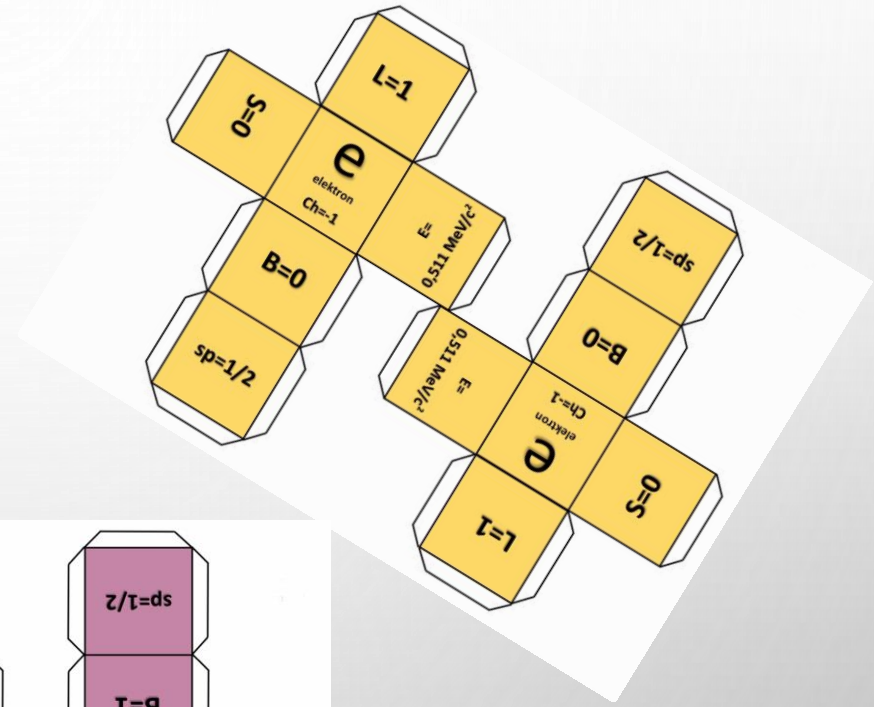 L=1
S=0
e
elektron
Ch=-1
E=
0,511 MeV/c²
B=0
sp=1/2
sp=1/2
B=0
E=
0,511 MeV/c²
Ch=-1
elektron
e
S=0
L=1
sp=1/2
B=1